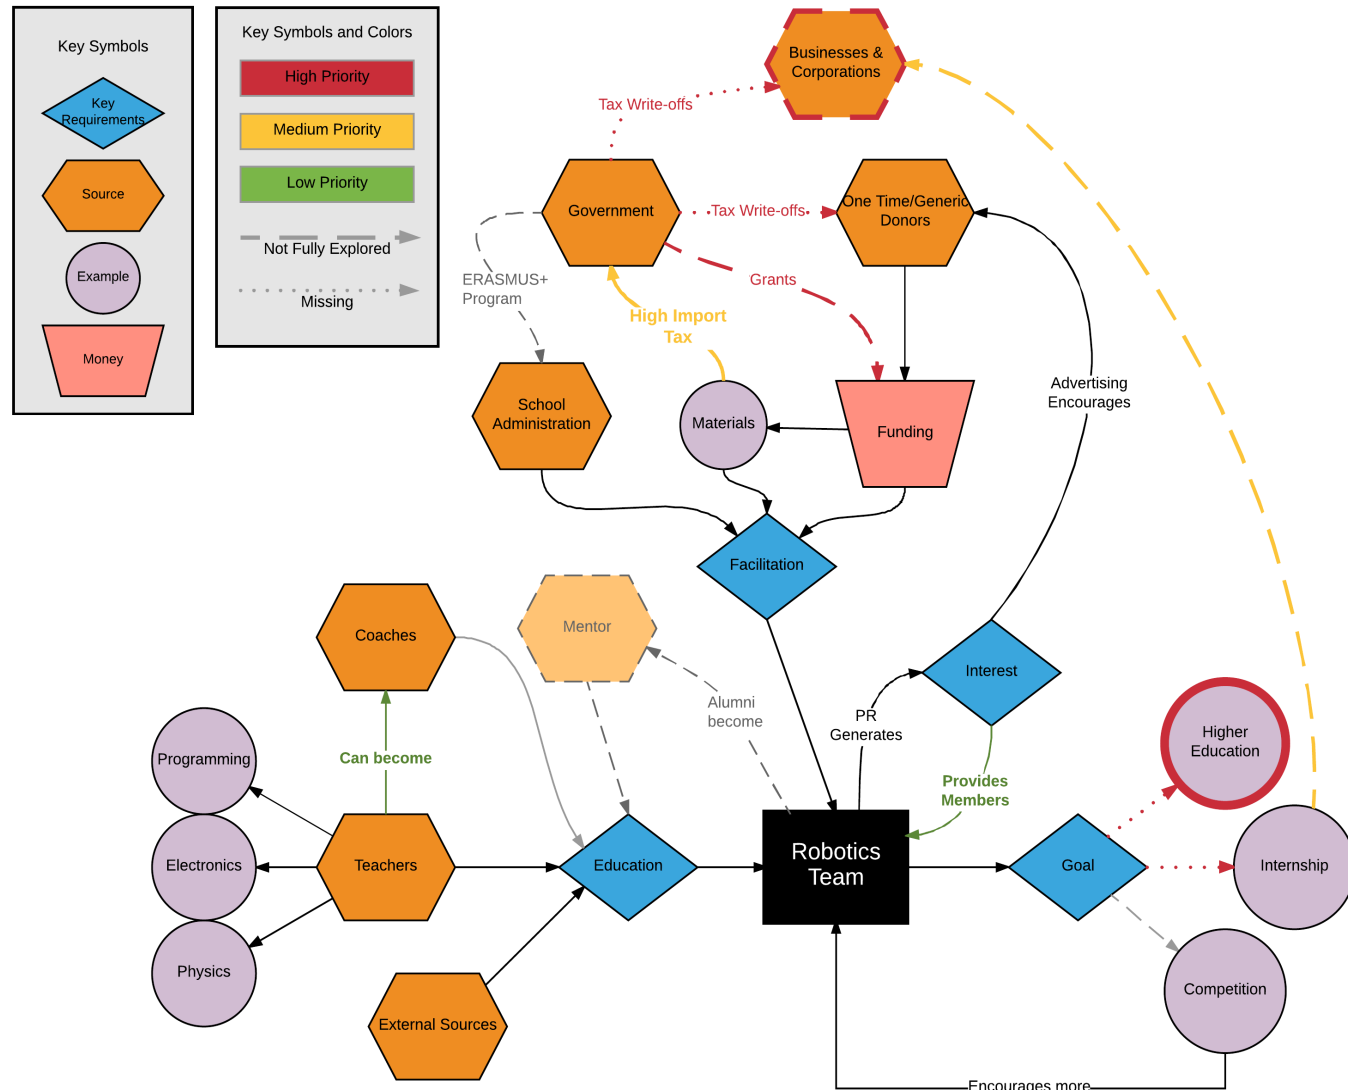 Key Symbols
Key
Requirements
Source
Example
Money
Key Symbols and Colors
High Priority
Medium Priority
Low Priority
Not Fully Explored
Missing
Businesses &
Corporations
Tax Write-offs
Government
Tax Write-offs
One Time/Generic
Donors
ERASMUS+
Program
Grants
High Import
Tax
Advertising
Encourages
School
Administration
Materials
Funding
Facilitation
Coaches
Mentor
Interest
Alumni
become
PR
Generates
Higher
Education
Programming
Can become
Provides
Members
Electronics
Teachers
Education
Robotics
Team
Goal
Internship
Physics
Competition
External Sources
Encourages more